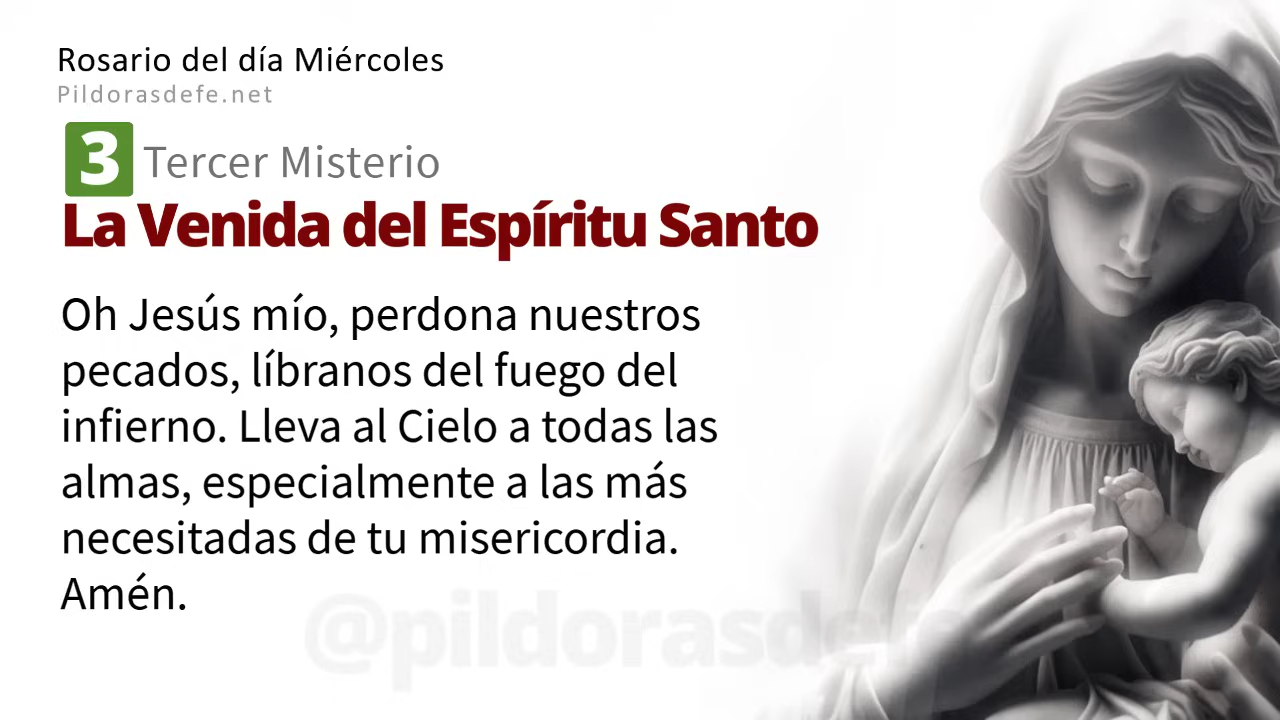 Rosario del día Miércoles
Pildorasdefe.net
3 Tercer Misterio
La Venida del Espíritu Santo
Oh Jesús mío, perdona nuestros
pecados, líbranos del fuego del
infierno. Lleva al Cielo a todas las
almas, especialmente a las más
necesitadas de tu misericordia.
Amén.
@pildorasdefe